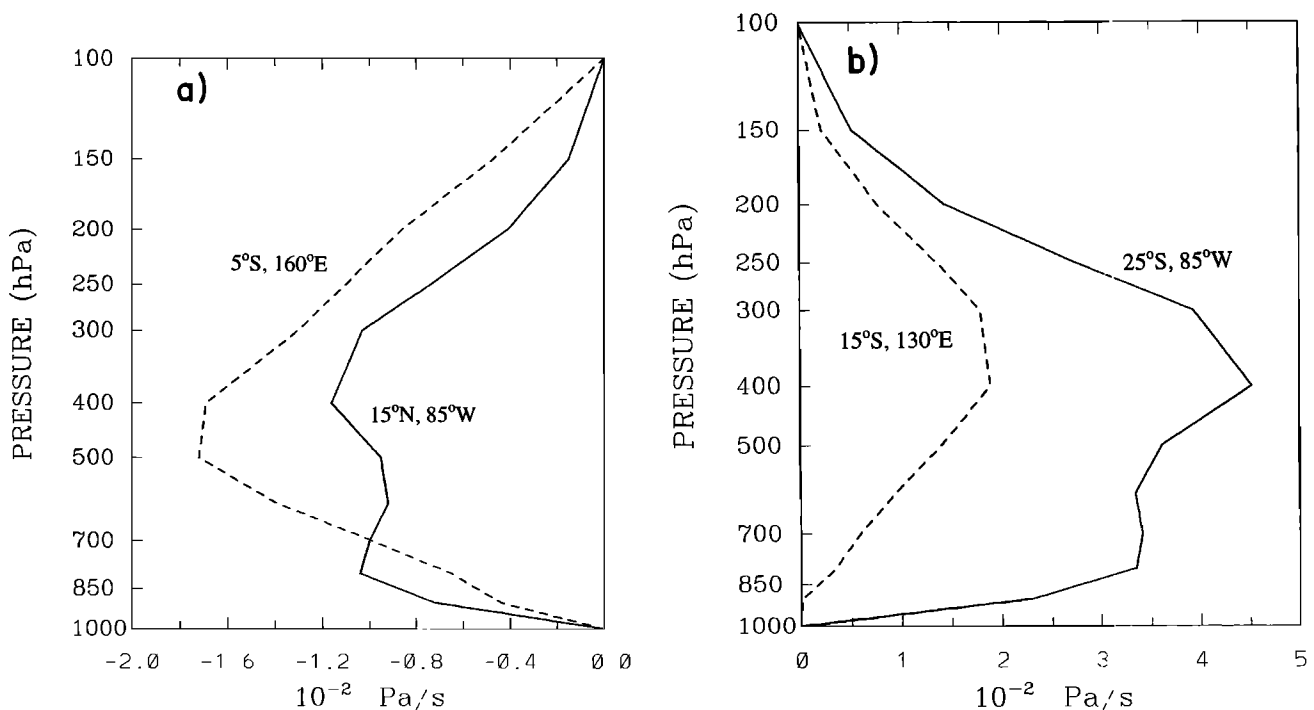 a)
100
150
200
250
300
400
500
700
850
1000
PRESSURE (hPa)
5°S, 160°E
15°N, 85°W
-2.0 -1 6 -1.2 -0.8 -0.4 0 0
10⁻² Pa/s
b)
100
150
200
250
300
400
500
700
850
1000
PRESSURE (hPa)
25°S, 85°W
15°S, 130°E
0 1 2 3 4 5
10⁻² Pa/s